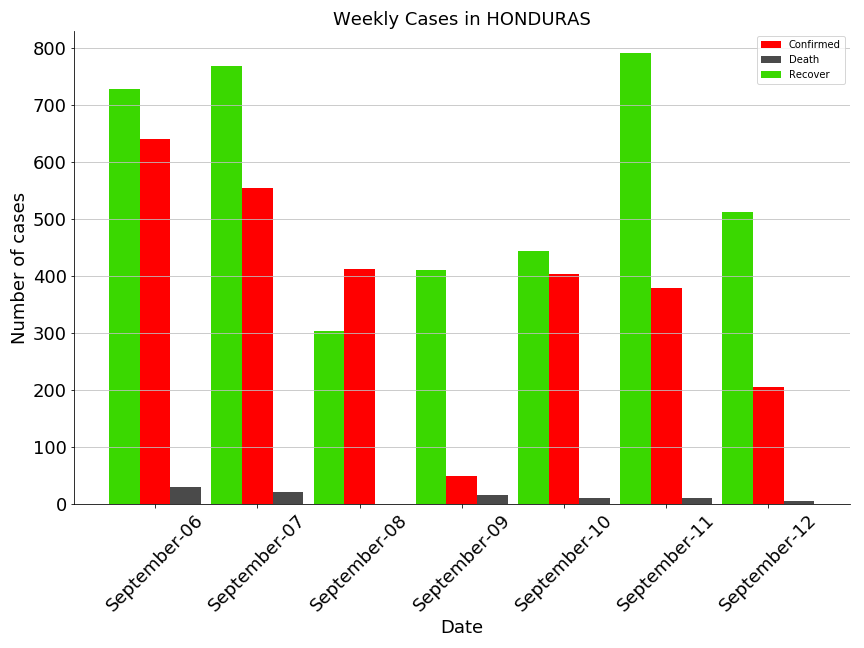 Weekly Cases in HONDURAS
Confirmed
Death
Recover
Number of cases
800
700
600
500
400
300
200
100
0
September-06
September-07
September-08
September-09
September-10
September-11
September-12
Date